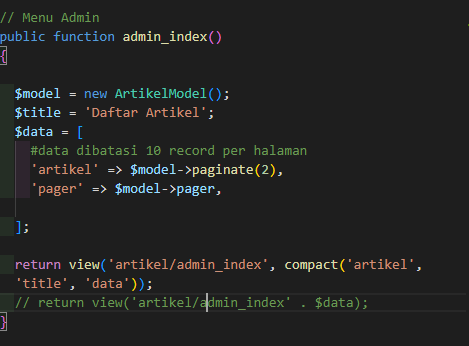 // Menu Admin
public function admin_index()
{
$model = new ArtikelModel();
$title = 'Daftar Artikel';
$data = [
#data dibatasi 10 record per halaman
'artikel' => $model->paginate(2),
'pager' => $model->pager,
];
return view('artikel/admin_index', compact('artikel',
'title', 'data'));
// return view('artikel/admin_index' . $data);
}